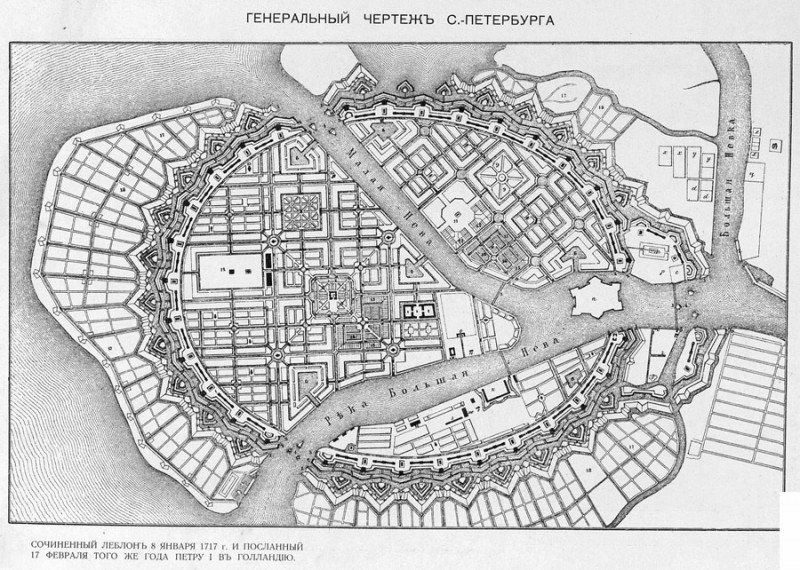 ГЕНЕРАЛЬНЫЙ ЧЕРТЕЖЪ С.-ПЕТЕРБУРГА
Малая Нева
Большая Невка
Рѣка Большая Нева
СОЧИНЕННЫЙ ЛЕБЛОНЪ 8 ЯНВАРЯ 1717 г. И ПОСЛАННЫЙ
17 ФЕВРАЛЯ ТОГО ЖЕ ГОДА ПЕТРУ I ВЪ ГОЛЛАНДІЮ.